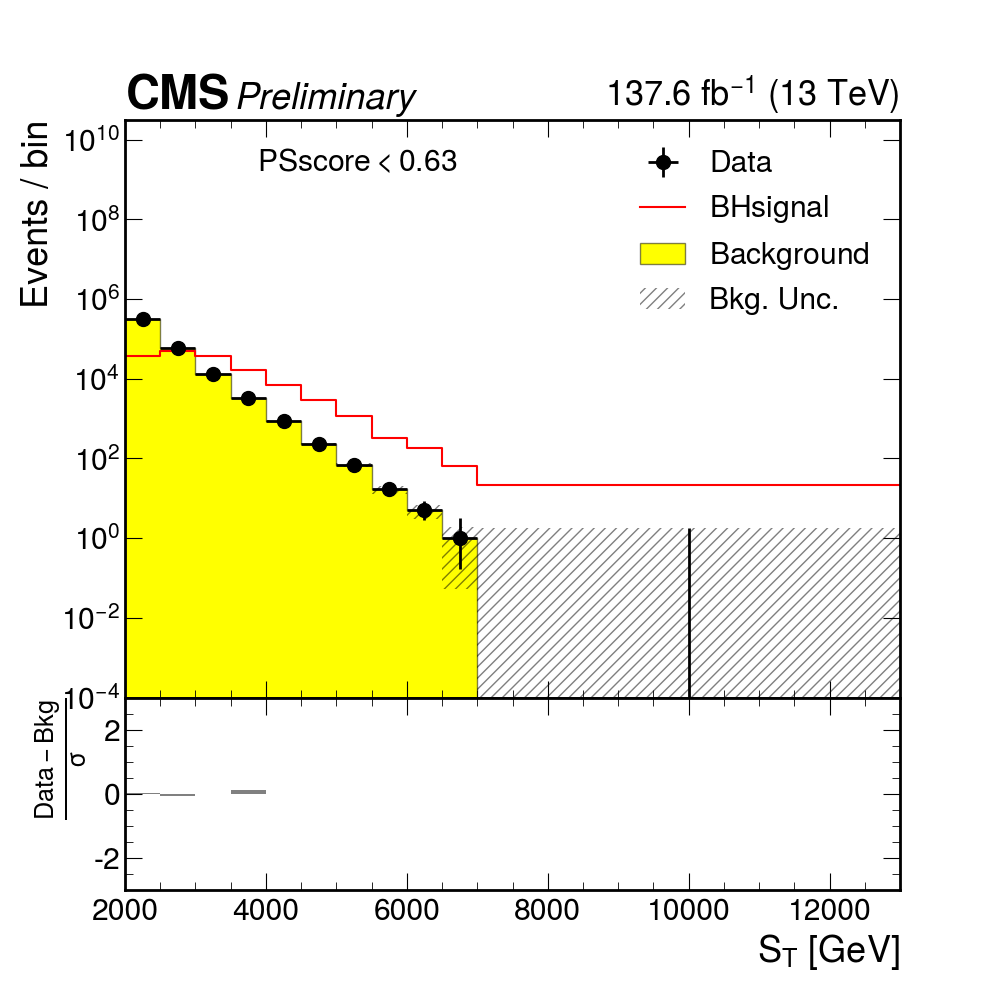 CMS Preliminary 137.6 fb⁻¹ (13 TeV)
Events / bin
PSscore < 0.63
Data
BHsignal
Background
Bkg. Unc.
10¹⁰
10⁸
10⁶
10⁴
10²
10⁰
10⁻²
10⁻⁴
Data − Bkg
σ
2
0
-2
2000 4000 6000 8000 10000 12000
S_T [GeV]